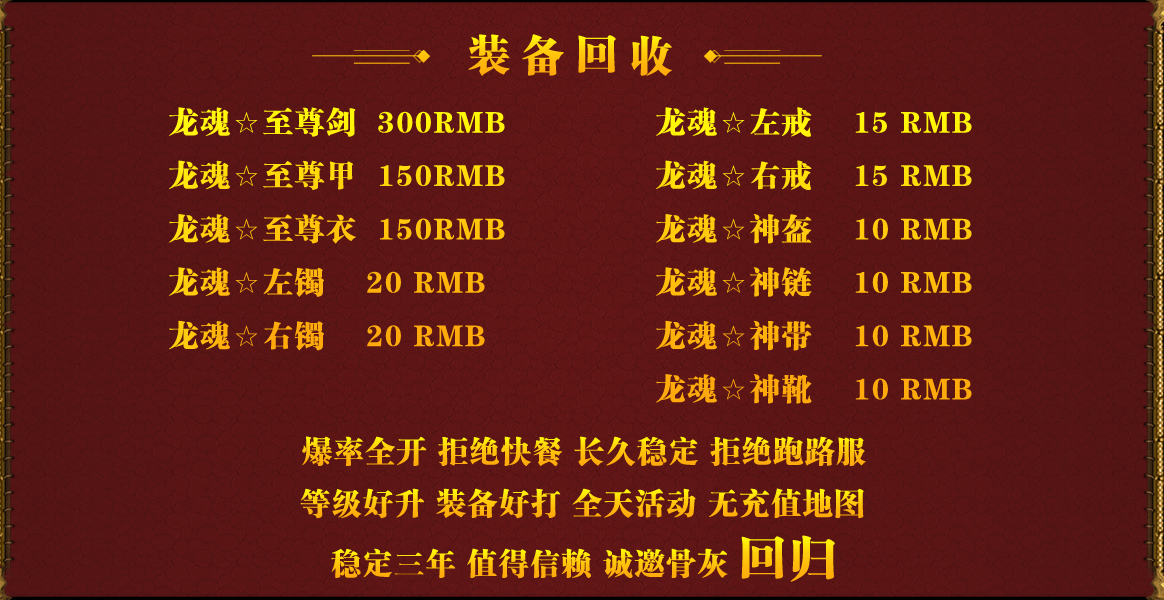 装备回收
龙魂☆至尊剑 300RMB
龙魂☆至尊甲 150RMB
龙魂☆至尊衣 150RMB
龙魂☆左镯 20 RMB
龙魂☆右镯 20 RMB
龙魂☆左戒 15 RMB
龙魂☆右戒 15 RMB
龙魂☆神盔 10 RMB
龙魂☆神链 10 RMB
龙魂☆神带 10 RMB
龙魂☆神靴 10 RMB
爆率全开 拒绝快餐 长久稳定 拒绝跑路服
等级好升 装备好打 全天活动 无充值地图
稳定三年 值得信赖 诚邀骨灰 回归